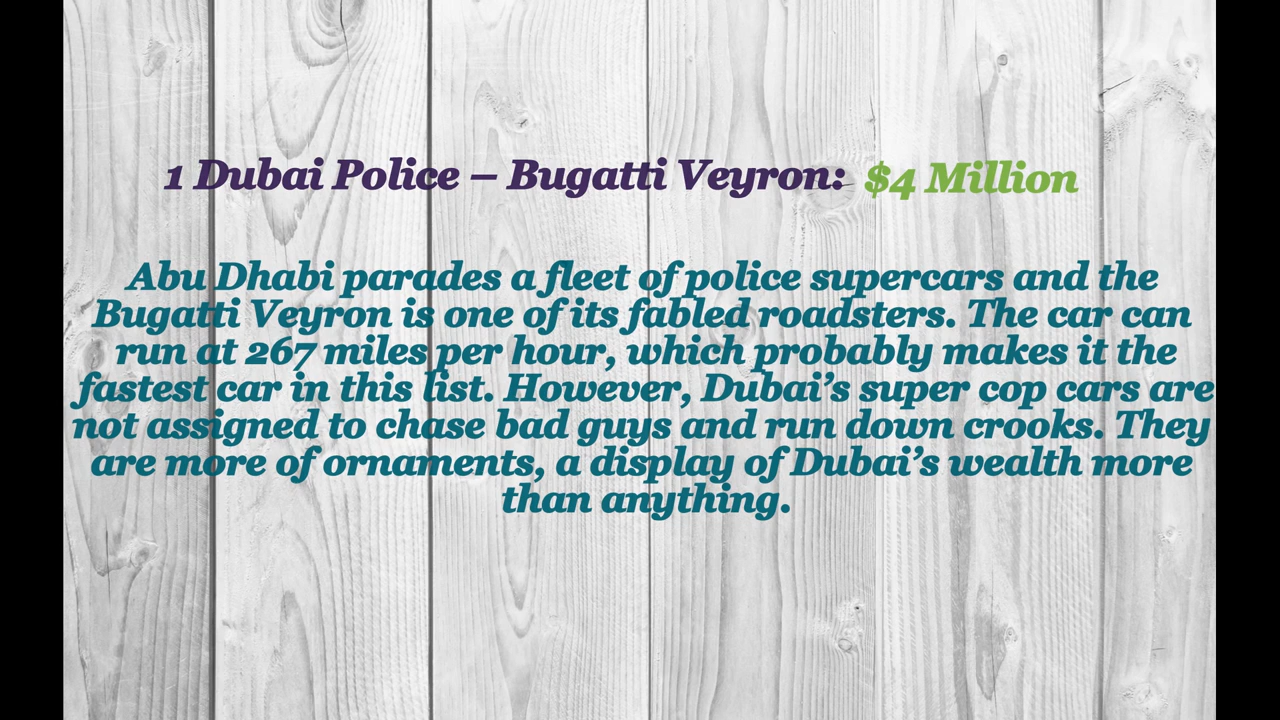 1 Dubai Police – Bugatti Veyron: $4 Million
Abu Dhabi parades a fleet of police supercars and the
Bugatti Veyron is one of its fabled roadsters. The car can
run at 267 miles per hour, which probably makes it the
fastest car in this list. However, Dubai’s super cop cars are
not assigned to chase bad guys and run down crooks. They
are more of ornaments, a display of Dubai’s wealth more
than anything.